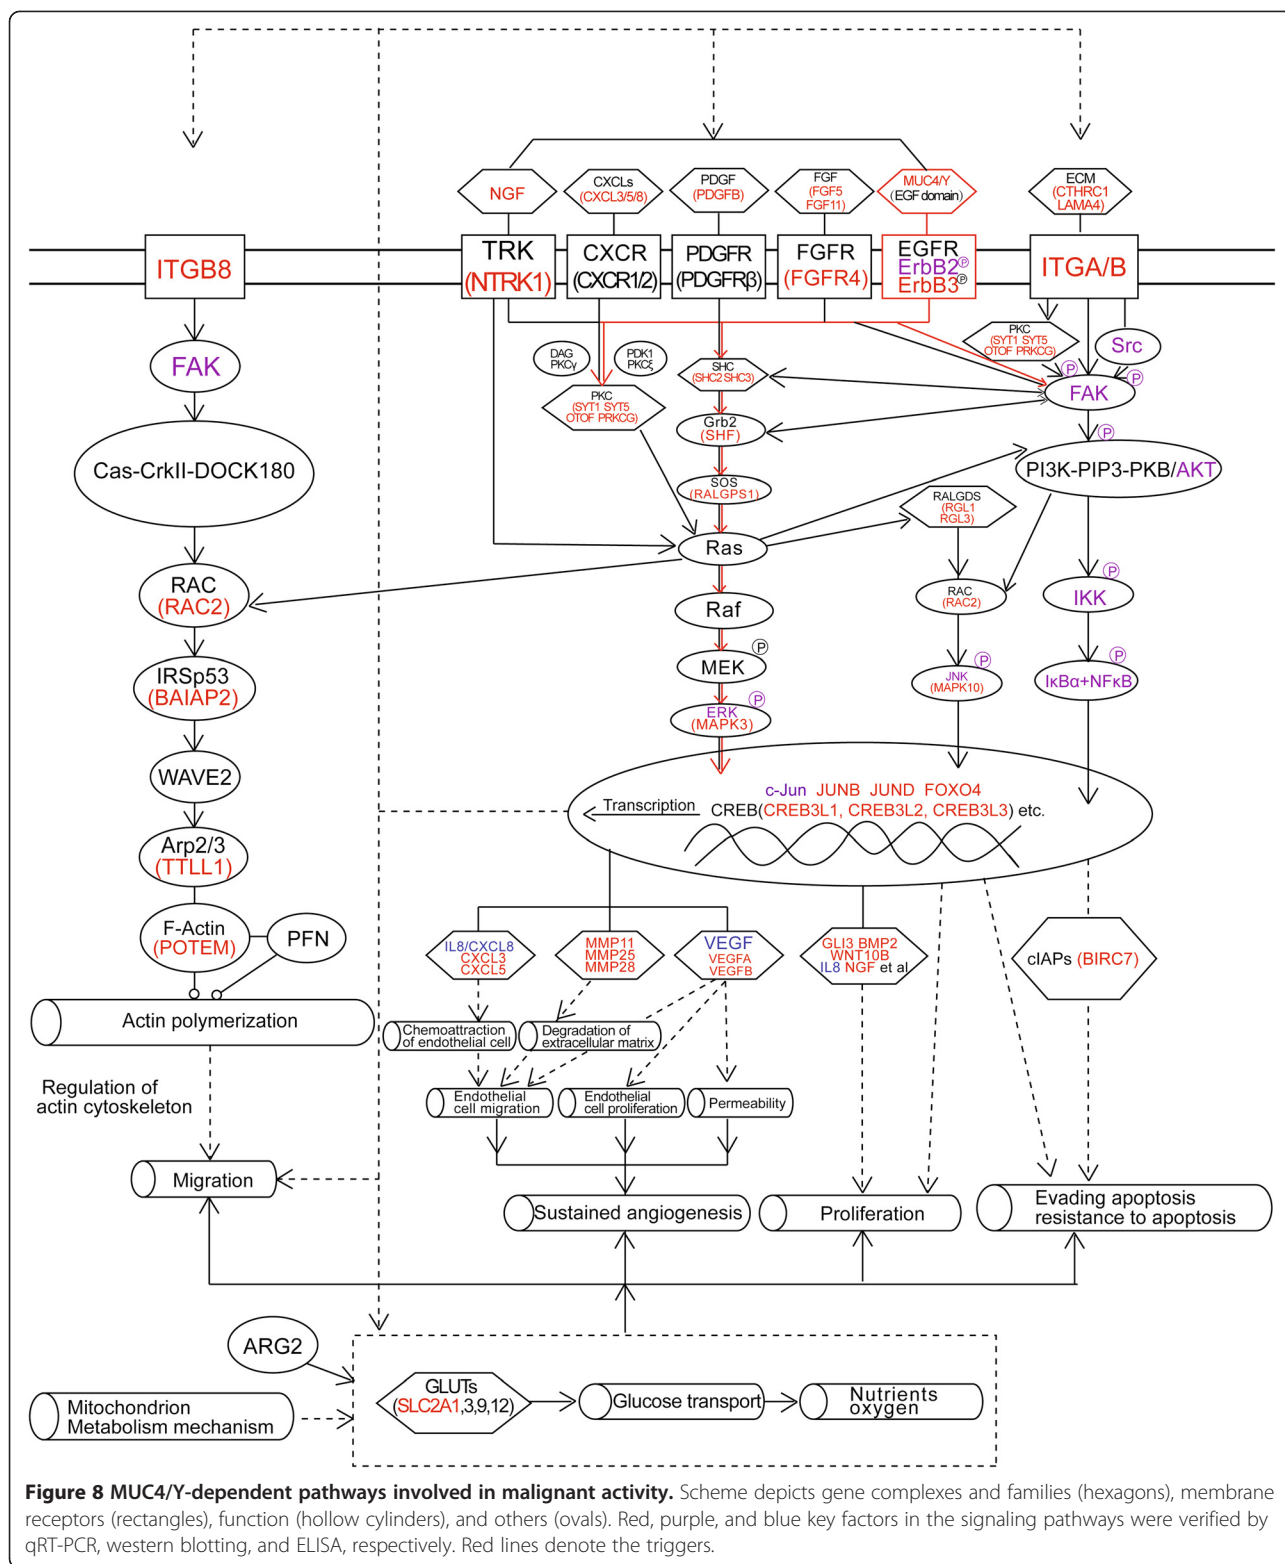 NGF
CXCLs
(CXCL3/5/8)
PDGF
(PDGFB)
FGF
(FGF5
FGF11)
MUC4/Y
(EGF domain)
ECM
(CTHRC1
LAMA4)
ITGB8
TRK
(NTRK1)
CXCR
(CXCR1/2)
PDGFR
(PDGFRβ)
FGFR
(FGFR4)
EGFR
ErbB2 P
ErbB3 P
ITGA/B
FAK
DAG
PKCγ
PDK1
PKCξ
PKC
(SYT1 SYT5
OTOF PRKCG)
SHC
(SHC2 SHC3)
PKC
(SYT1 SYT5
OTOF PRKCG)
Src
P
P
FAK
Grb2
(SHF)
P
PI3K-PIP3-PKB/AKT
Cas-CrkII-DOCK180
SOS
(RALGPS1)
RALGDS
(RGL1
RGL3)
Ras
RAC
(RAC2)
Raf
RAC
(RAC2)
P
IKK
IRSp53
(BAIAP2)
MEK
P
P
JNK
(MAPK10)
P
IκBα+NFκB
P
ERK
(MAPK3)
WAVE2
c-Jun JUNB JUND FOXO4
Transcription
CREB(CREB3L1, CREB3L2, CREB3L3) etc.
Arp2/3
(TTLL1)
F-Actin
(POTEM)
PFN
IL8/CXCL8
CXCL3
CXCL5
MMP11
MMP25
MMP28
VEGF
VEGFA
VEGFB
GLI3 BMP2
WNT10B
IL8 NGF et al
cIAPs (BIRC7)
Actin polymerization
Chemoattraction
of endothelial cell
Degradation of
extracellular matrix
Regulation of
actin cytoskeleton
Endothelial
cell migration
Endothelial
cell proliferation
Permeability
Migration
Sustained angiogenesis
Proliferation
Evading apoptosis
resistance to apoptosis
ARG2
GLUTs
(SLC2A1,3,9,12)
Glucose transport
Nutrients
oxygen
Mitochondrion
Metabolism mechanism
Figure 8 MUC4/Y-dependent pathways involved in malignant activity. Scheme depicts gene complexes and families (hexagons), membrane
receptors (rectangles), function (hollow cylinders), and others (ovals). Red, purple, and blue key factors in the signaling pathways were verified by
qRT-PCR, western blotting, and ELISA, respectively. Red lines denote the triggers.